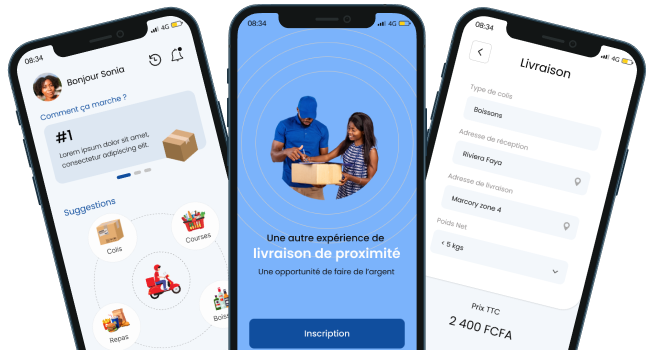 08:34
4G
Bonjour Sonia
Comment ça marche ?
#1
Lorem ipsum dolor sit amet,
consectetur adipiscing elit.
Suggestions
Colis
Courses
Repas
08:34
4G
Une autre expérience de
livraison de proximité
Une opportunité de faire de l'argent
Inscription
08:34
4G
Livraison
Type de colis
Boissons
Adresse de réception
Riviera Faya
Adresse de livraison
Marcory zone 4
Poids Net
< 5 kgs
Prix TTC
2 400 FCFA